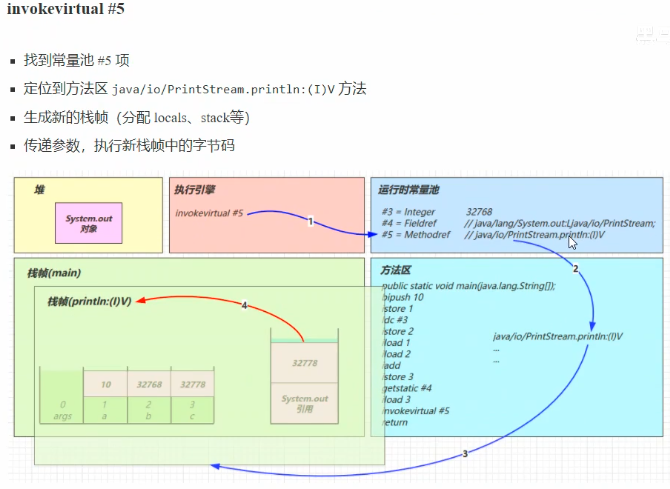 invokevirtual #5
找到常量池 #5 项
定位到方法区 java/io/PrintStream.println:(I)V 方法
生成新的栈帧（分配 locals、stack等）
传递参数，执行新栈帧中的字节码
堆
System.out
对象
执行引擎
invokevirtual #5
1
运行时常量池
#3 = Integer 32768
#4 = Fieldref // java/lang/System.out:Ljava/io/PrintStream;
#5 = Methodref // java/io/PrintStream.println:(I)V
2
栈帧(main)
栈帧(println:(I)V)
4
32778
System.out
引用
10 32768 32778
0 1 2 3
args a b c
方法区
public static void main(java.lang.String[]);
bipush 10
istore 1
ldc #3
istore 2
iload 1
iload 2
iadd
istore 3
getstatic #4
iload 3
invokevirtual #5
return
java/io/PrintStream.println:(I)V
...
...
3